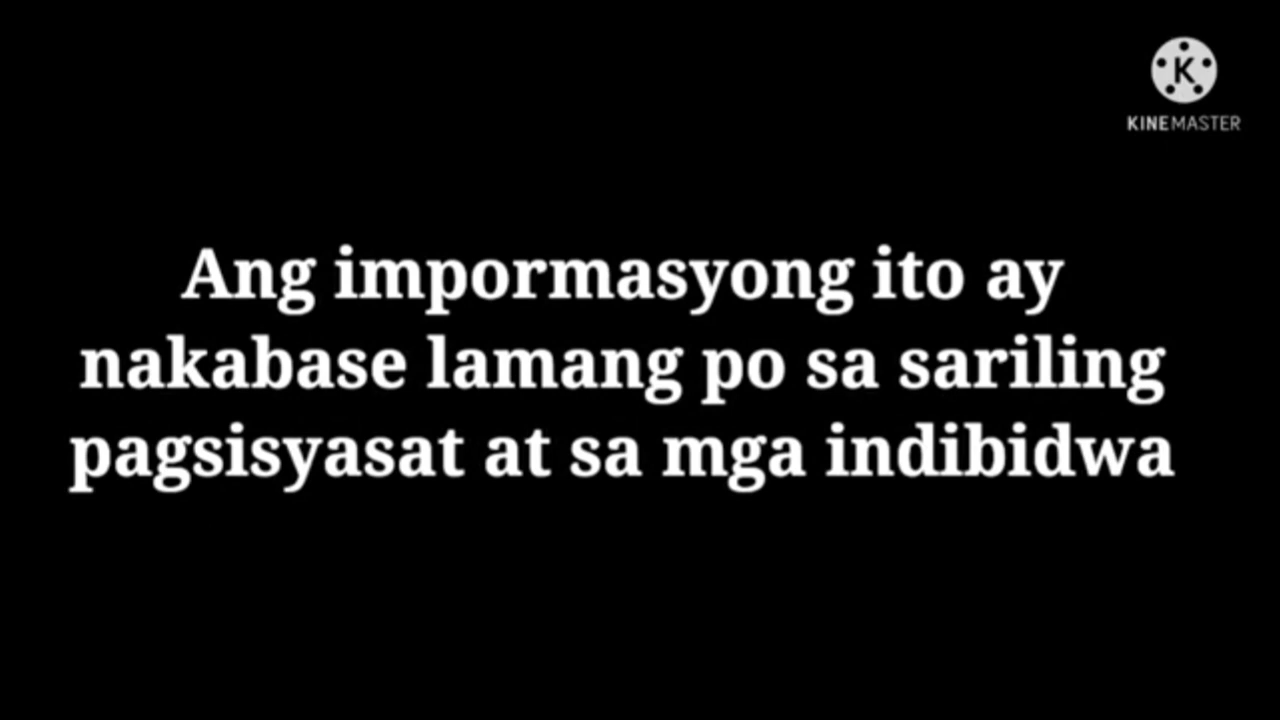 K
KINEMASTER
Ang impormasyong ito ay
nakabase lamang po sa sariling
pagsisyasat at sa mga indibidwa